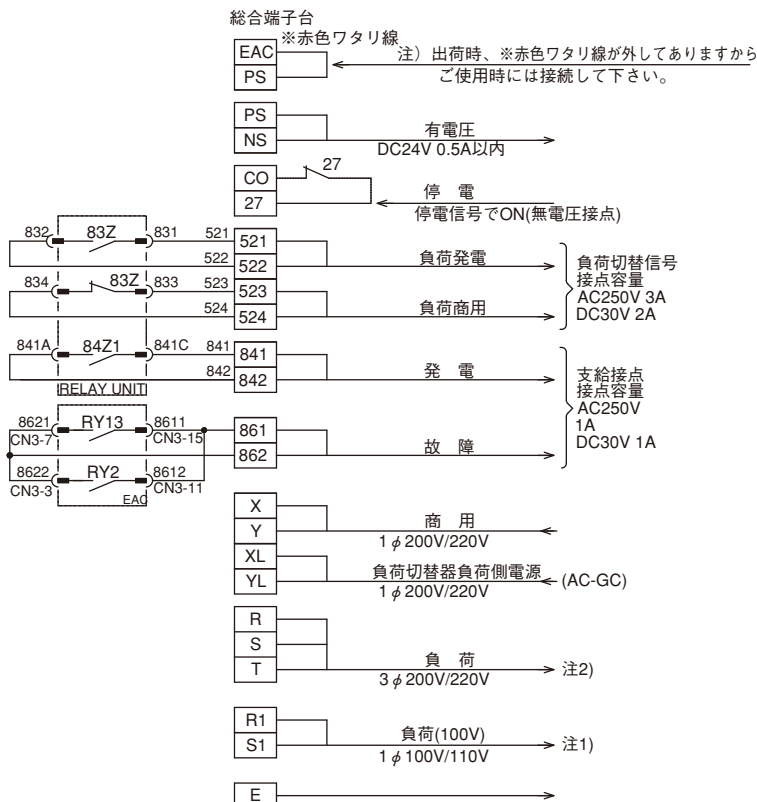 総合端子台
※赤色ワタリ線
EAC
PS
注）出荷時、※赤色ワタリ線が外してありますから
ご使用時には接続して下さい。
PS
NS
有電圧
DC24V 0.5A以内
CO
27
27
停 電
停電信号でON(無電圧接点)
832 83Z 831 521 521
522 522
負荷発電
834 83Z 833 523 523
524 524
負荷商用
負荷切替信号
接点容量
AC250V 3A
DC30V 2A
841A 84Z1 841C 841 841
842 842
発 電
RELAY UNIT
支給接点
接点容量
AC250V
1A
DC30V 1A
8621 RY13 8611 861
CN3-7 CN3-15
862
故 障
8622 RY2 8612
CN3-3 EAC CN3-11
X
Y
商 用
1φ200V/220V
XL
YL
負荷切替器負荷側電源
1φ200V/220V
(AC-GC)
R
S
T
負 荷
3φ200V/220V
注2)
R1
S1
負荷(100V)
1φ100V/110V
注1)
E